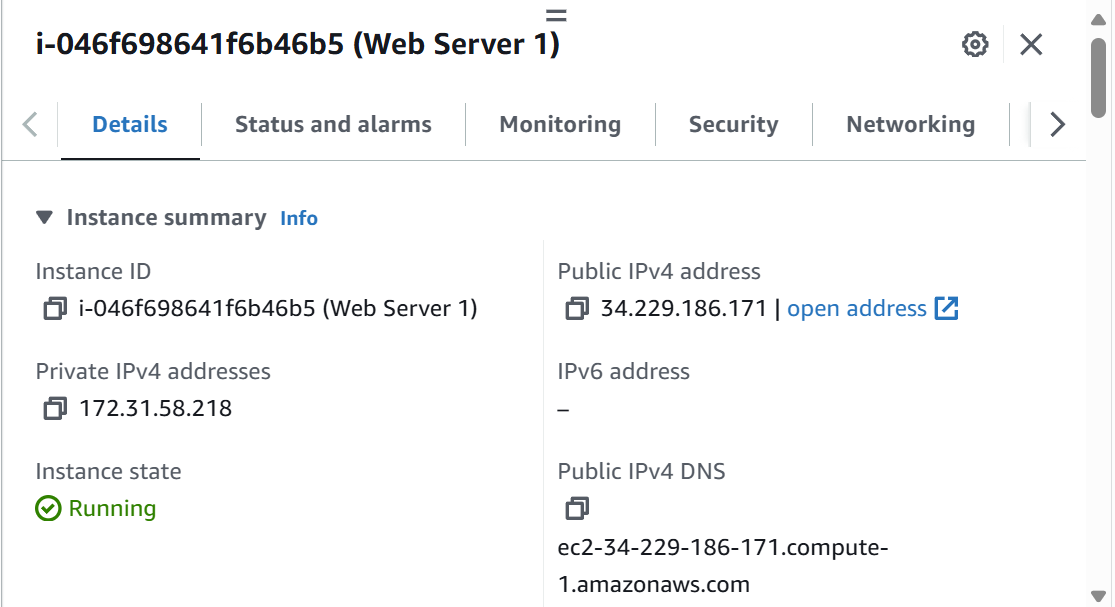 i-046f698641f6b46b5 (Web Server 1)
Details
Status and alarms
Monitoring
Security
Networking
Instance summary Info
Instance ID
i-046f698641f6b46b5 (Web Server 1)
Public IPv4 address
34.229.186.171 | open address
Private IPv4 addresses
172.31.58.218
IPv6 address
–
Instance state
Running
Public IPv4 DNS
ec2-34-229-186-171.compute-
1.amazonaws.com